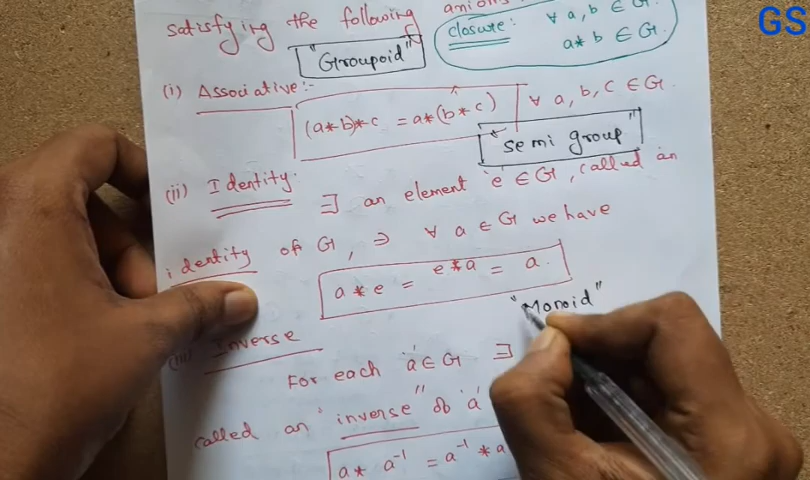 GS
satisfying the following axioms
closure: ∀ a, b ∈ G
a * b ∈ G.
"Groupoid"
(i) Associative:-
(a*b)*c = a*(b*c) ∀ a, b, c ∈ G.
"semi group"
(ii) Identity:
∃ an element 'e' ∈ G, called an
identity of G, ∋ ∀ a ∈ G we have
a * e = e * a = a.
"Monoid"
(iii) Inverse
For each 'a' ∈ G ∃
called an "inverse" of 'a'
a * a⁻¹ = a⁻¹ * a